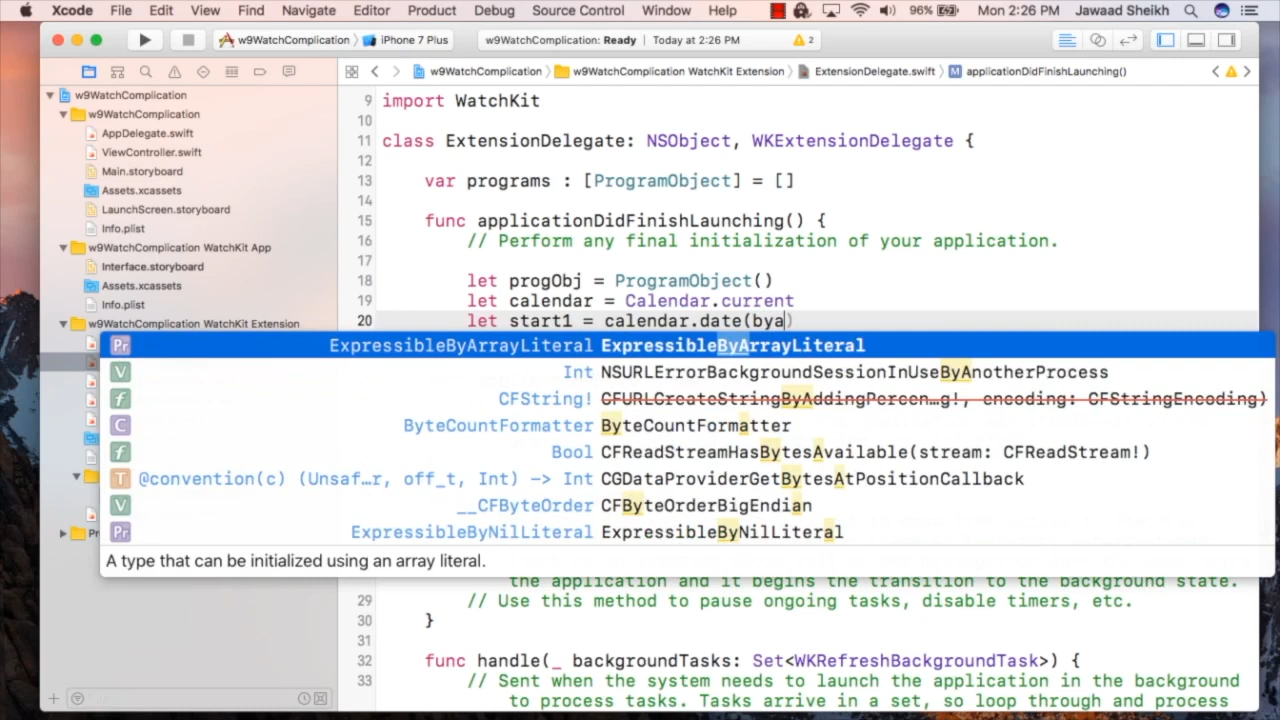 Xcode File Edit View Find Navigate Editor Product Debug Source Control Window Help 96% Mon 2:26 PM Jawaad Sheikh
w9WatchComplication iPhone 7 Plus w9WatchComplication: Ready Today at 2:26 PM 2
w9WatchComplication w9WatchComplication WatchKit Extension ExtensionDelegate.swift M applicationDidFinishLaunching()
w9WatchComplication
w9WatchComplication
AppDelegate.swift
ViewController.swift
Main.storyboard
Assets.xcassets
LaunchScreen.storyboard
Info.plist
w9WatchComplication WatchKit App
Interface.storyboard
Assets.xcassets
Info.plist
w9WatchComplication WatchKit Extension
Pr
9 import WatchKit
10
11 class ExtensionDelegate: NSObject, WKExtensionDelegate {
12
13 var programs : [ProgramObject] = []
14
15 func applicationDidFinishLaunching() {
16 // Perform any final initialization of your application.
17
18 let progObj = ProgramObject()
19 let calendar = Calendar.current
20 let start1 = calendar.date(bya)
Pr ExpressibleByArrayLiteral ExpressibleByArrayLiteral
V Int NSURLErrorBackgroundSessionInUseByAnotherProcess
f CFString! CFURLCreateStringByAddingPercen…g!, encoding: CFStringEncoding)
C ByteCountFormatter ByteCountFormatter
f Bool CFReadStreamHasBytesAvailable(stream: CFReadStream!)
T @convention(c) (Unsaf…r, off_t, Int) -> Int CGDataProviderGetBytesAtPositionCallback
V __CFByteOrder CFByteOrderBigEndian
Pr ExpressibleByNilLiteral ExpressibleByNilLiteral
A type that can be initialized using an array literal.
the application and it begins the transition to the background state.
29 // Use this method to pause ongoing tasks, disable timers, etc.
30 }
31
32 func handle(_ backgroundTasks: Set<WKRefreshBackgroundTask>) {
33 // Sent when the system needs to launch the application in the background
to process tasks. Tasks arrive in a set, so loop through and process